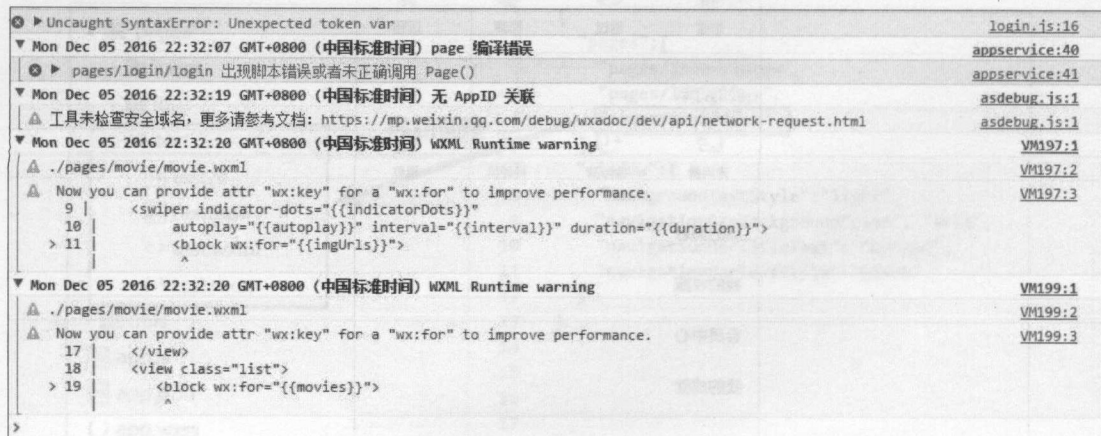 Uncaught SyntaxError: Unexpected token var login.js:16
Mon Dec 05 2016 22:32:07 GMT+0800 (中国标准时间) page 编译错误 appservice:40
pages/login/login 出现脚本错误或者未正确调用 Page() appservice:41
Mon Dec 05 2016 22:32:19 GMT+0800 (中国标准时间) 无 AppID 关联 asdebug.js:1
工具未检查安全域名，更多请参考文档：https://mp.weixin.qq.com/debug/wxadoc/dev/api/network-request.html asdebug.js:1
Mon Dec 05 2016 22:32:20 GMT+0800 (中国标准时间) WXML Runtime warning VM197:1
./pages/movie/movie.wxml VM197:2
Now you can provide attr "wx:key" for a "wx:for" to improve performance. VM197:3
9 | <swiper indicator-dots="{{indicatorDots}}"
10 | autoplay="{{autoplay}}" interval="{{interval}}" duration="{{duration}}">
> 11 | <block wx:for="{{imgUrls}}">
| ^
Mon Dec 05 2016 22:32:20 GMT+0800 (中国标准时间) WXML Runtime warning VM199:1
./pages/movie/movie.wxml VM199:2
Now you can provide attr "wx:key" for a "wx:for" to improve performance. VM199:3
17 | </view>
18 | <view class="list">
> 19 | <block wx:for="{{movies}}">
| ^
>